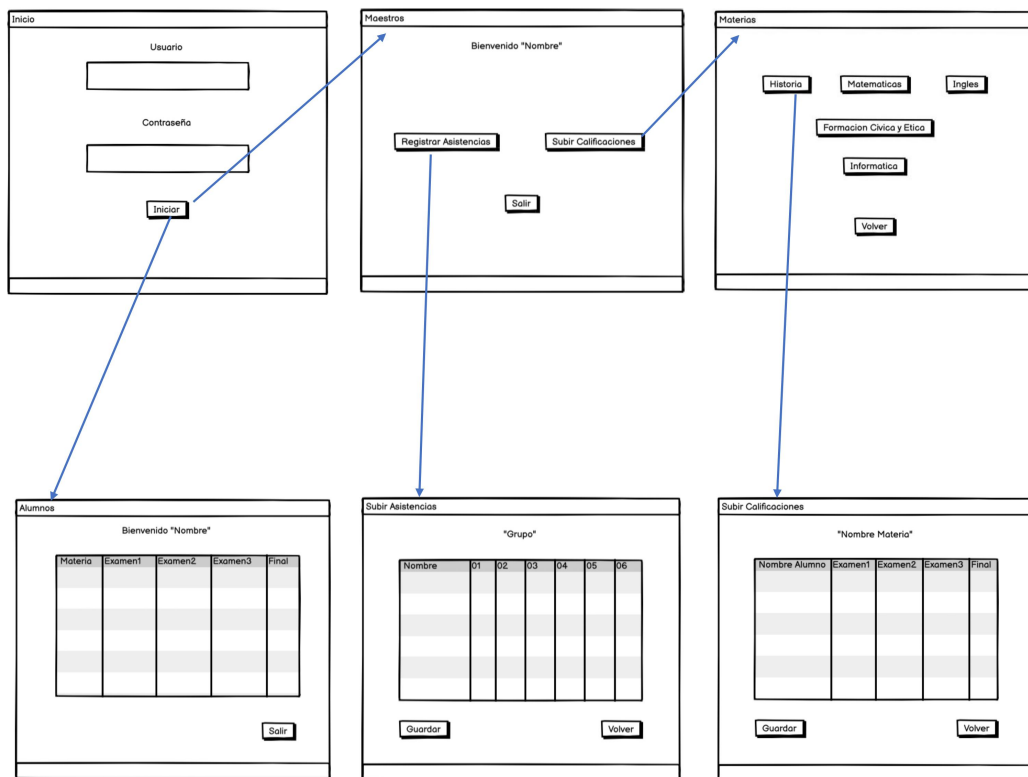 Inicio
Usuario
Contraseña
Iniciar
Maestros
Bienvenido "Nombre"
Registrar Asistencias
Subir Calificaciones
Salir
Materias
Historia
Matematicas
Ingles
Formacion Civica y Etica
Informatica
Volver
Alumnos
Bienvenido "Nombre"
Materia Examen1 Examen2 Examen3 Final
Salir
Subir Asistencias
"Grupo"
Nombre 01 02 03 04 05 06
Guardar Volver
Subir Calificaciones
"Nombre Materia"
Nombre Alumno Examen1 Examen2 Examen3 Final
Guardar Volver